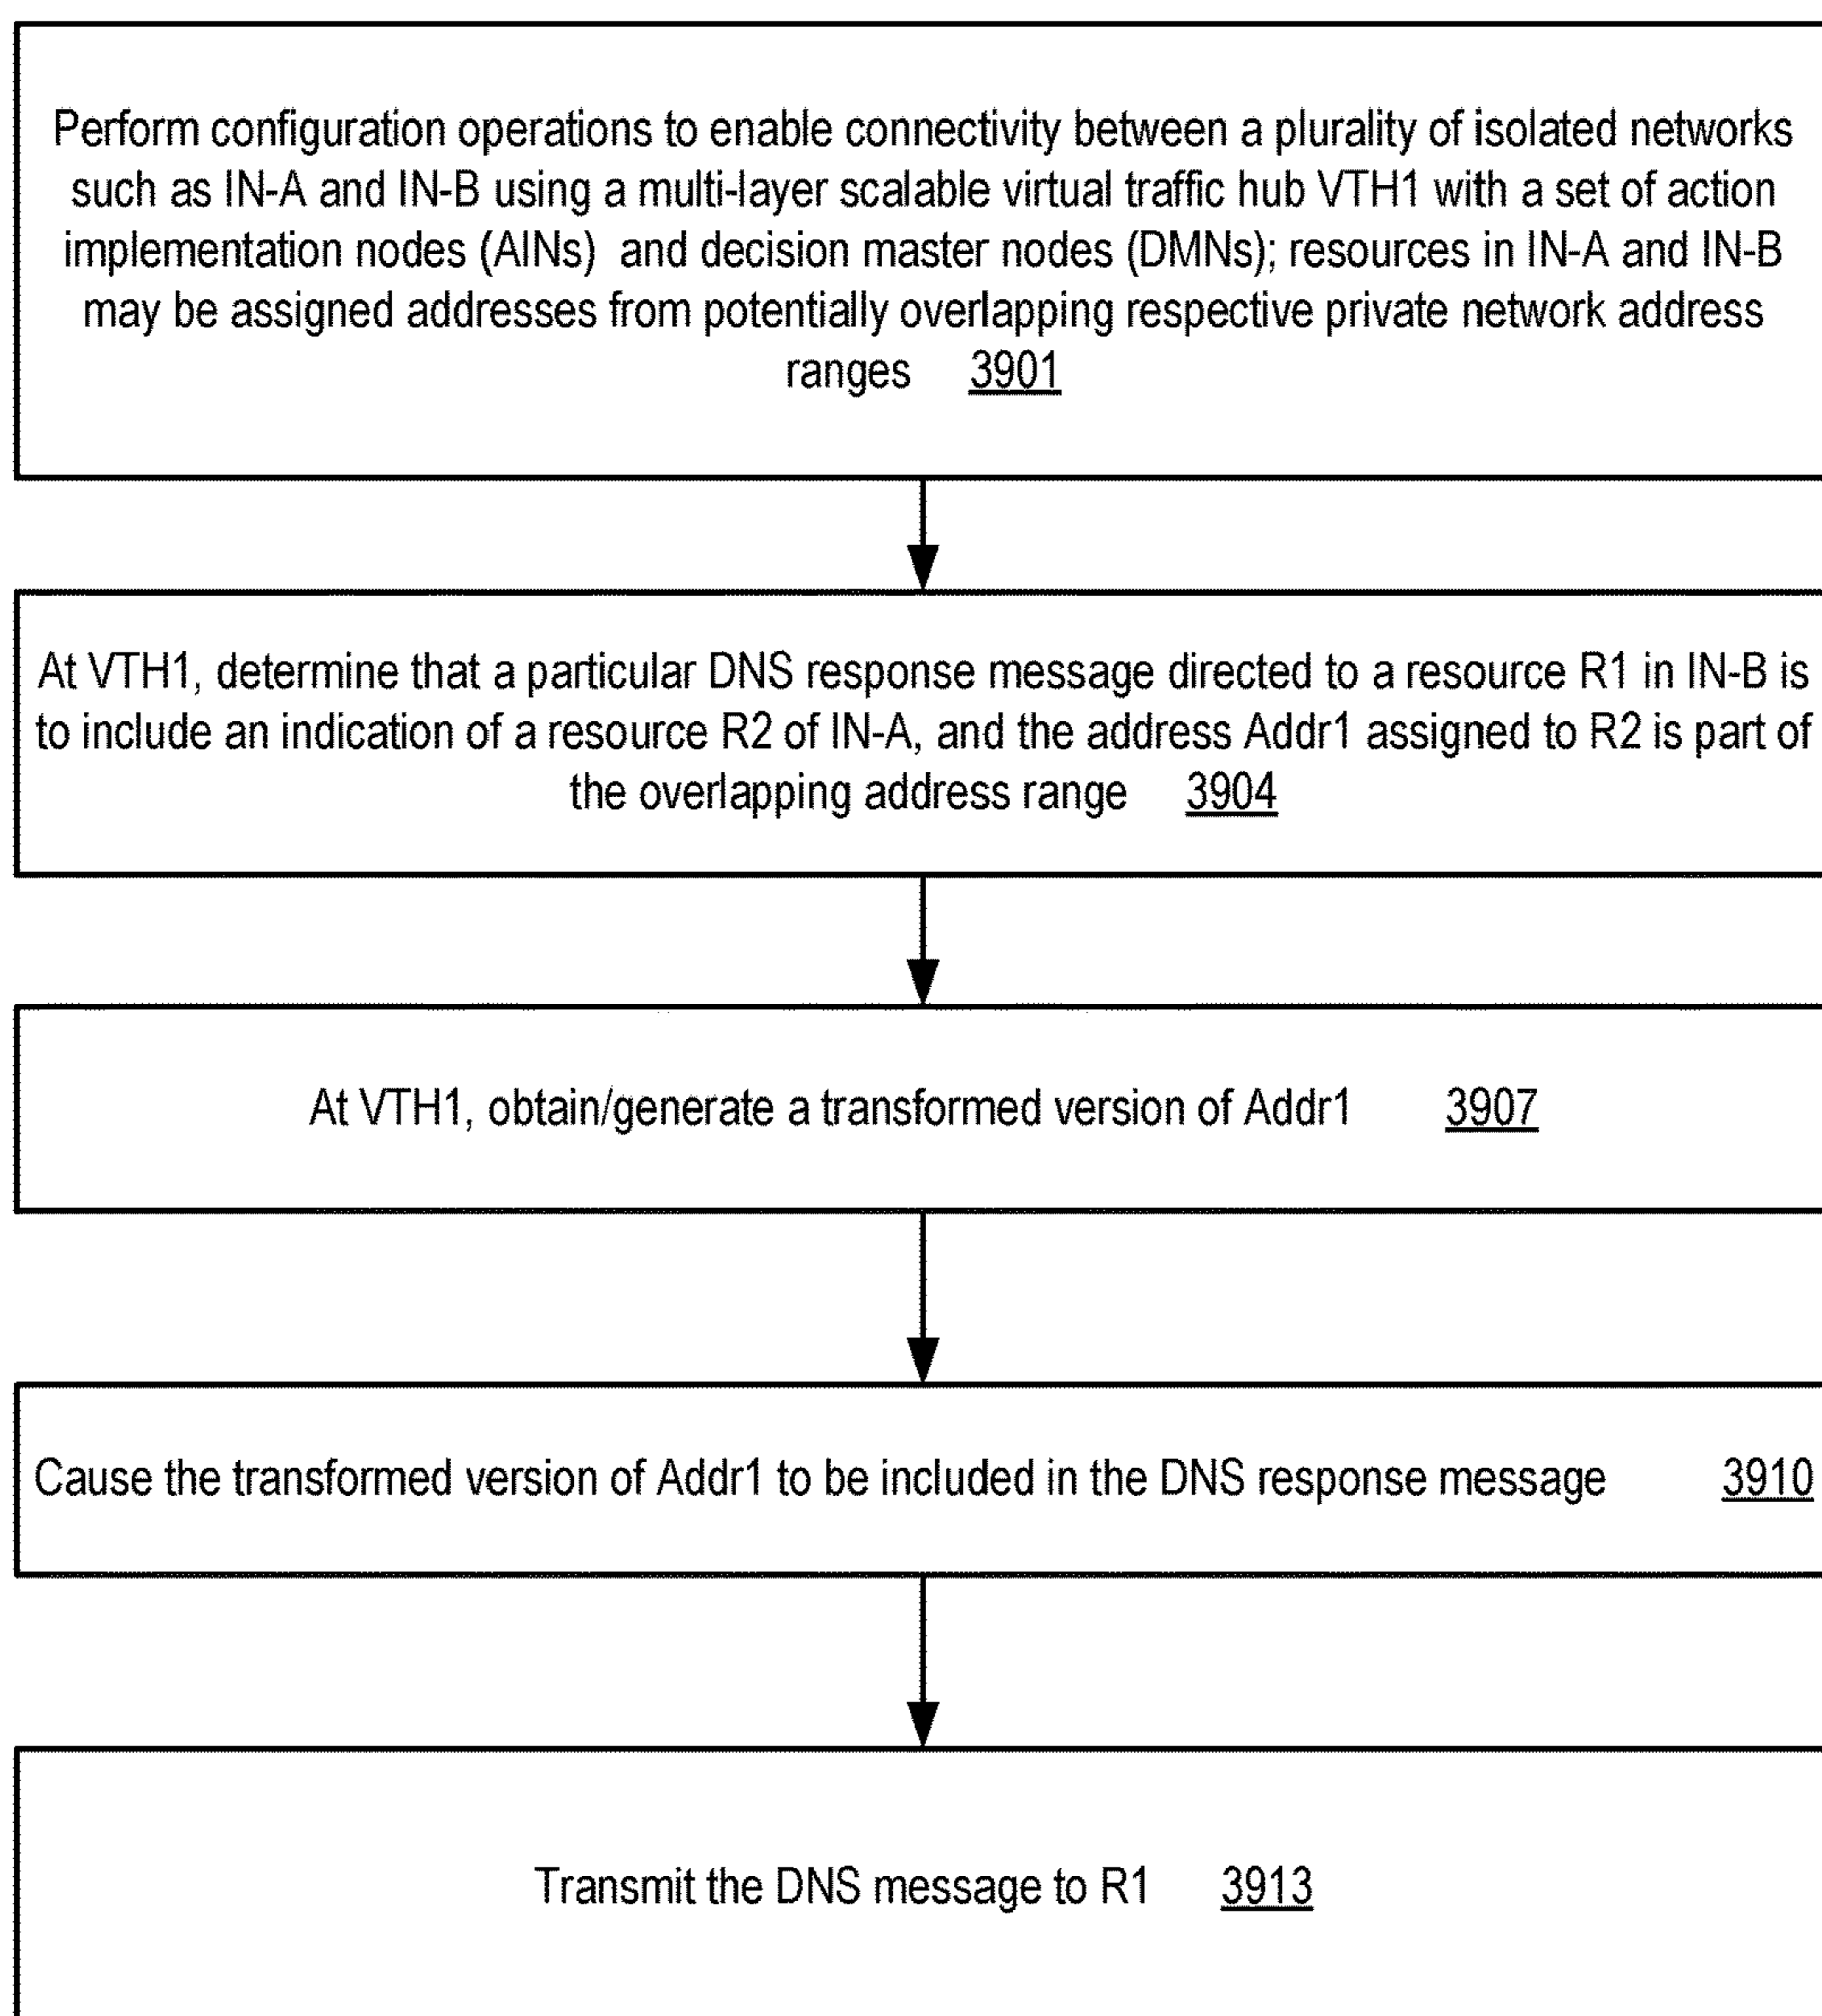 Perform configuration operations to enable connectivity between a plurality of isolated networks
such as IN-A and IN-B using a multi-layer scalable virtual traffic hub VTH1 with a set of action
implementation nodes (AINs) and decision master nodes (DMNs); resources in IN-A and IN-B
may be assigned addresses from potentially overlapping respective private network address
ranges 3901
At VTH1, determine that a particular DNS response message directed to a resource R1 in IN-B is
to include an indication of a resource R2 of IN-A, and the address Addr1 assigned to R2 is part of
the overlapping address range 3904
At VTH1, obtain/generate a transformed version of Addr1 3907
Cause the transformed version of Addr1 to be included in the DNS response message 3910
Transmit the DNS message to R1 3913